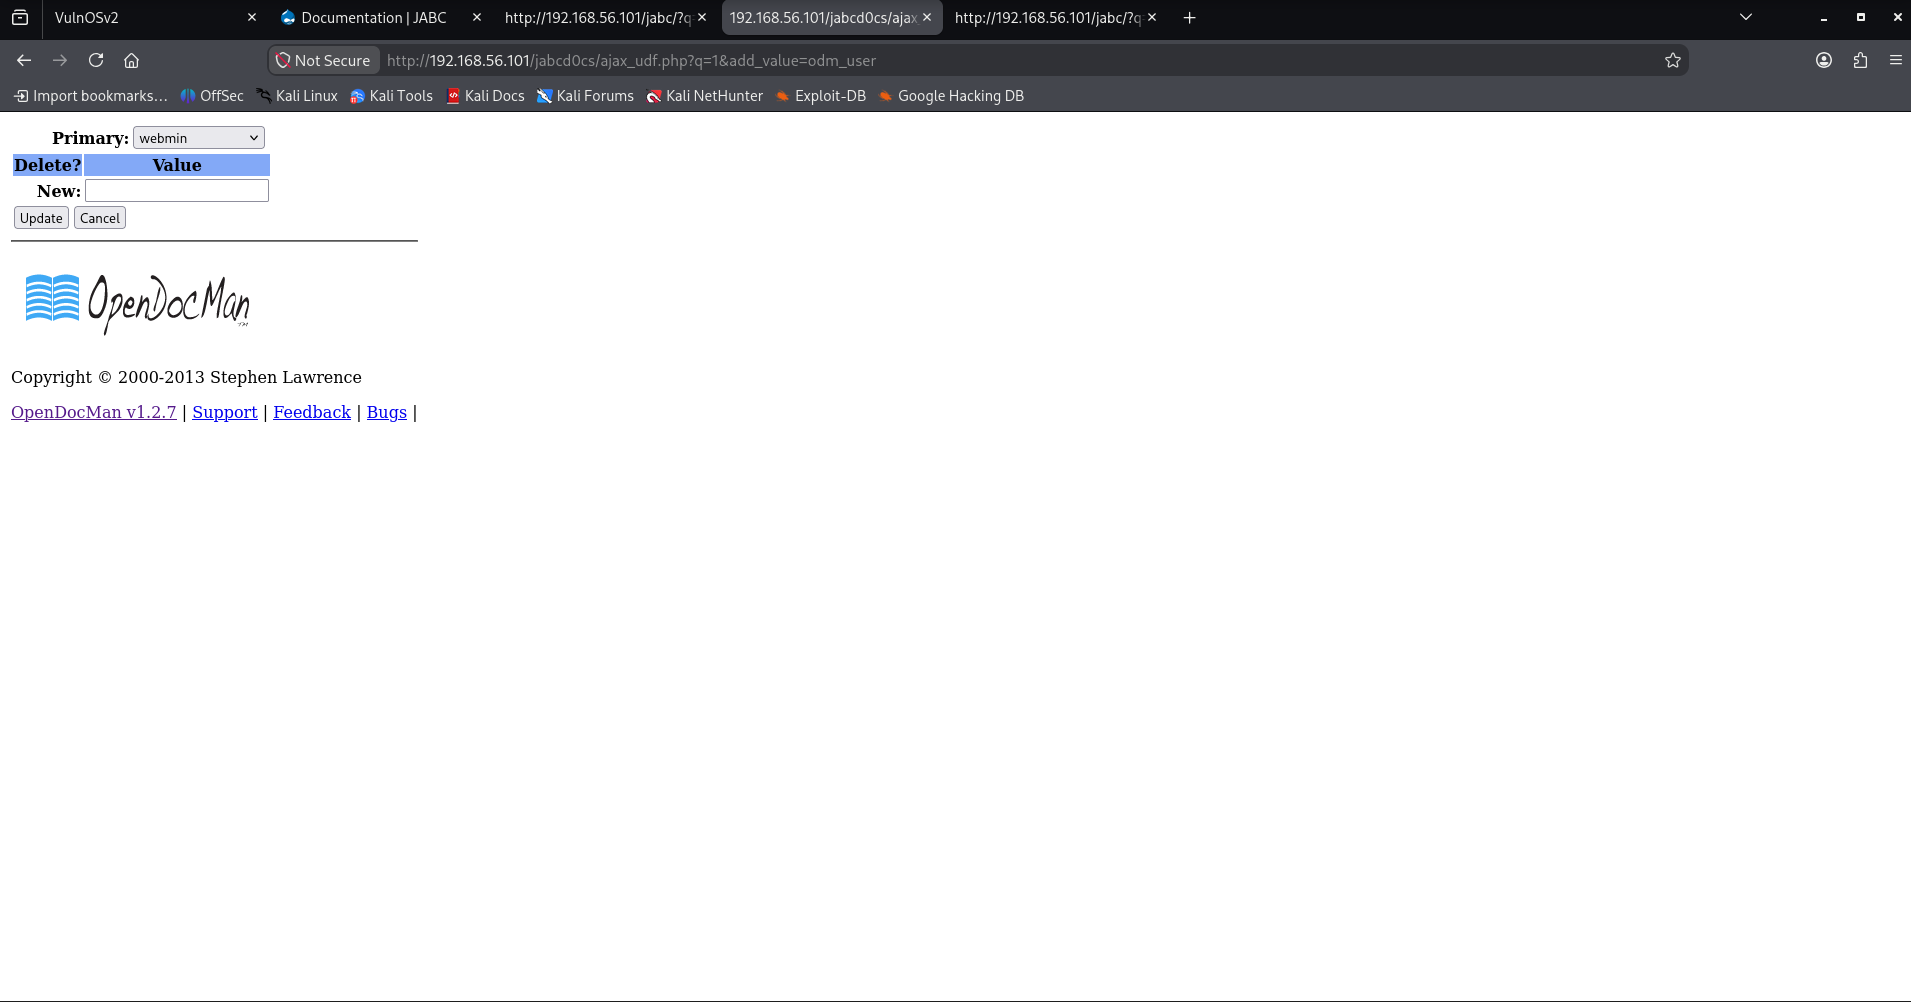 VulnOSv2
Documentation | JABC
http://192.168.56.101/jabc/?q
192.168.56.101/jabcd0cs/ajax
http://192.168.56.101/jabc/?q
Not Secure http://192.168.56.101/jabcd0cs/ajax_udf.php?q=1&add_value=odm_user
Import bookmarks... OffSec Kali Linux Kali Tools Kali Docs Kali Forums Kali NetHunter Exploit-DB Google Hacking DB
Primary: webmin
Delete? Value
New:
Update Cancel
OpenDocMan TM
Copyright © 2000-2013 Stephen Lawrence
OpenDocMan v1.2.7 | Support | Feedback | Bugs |